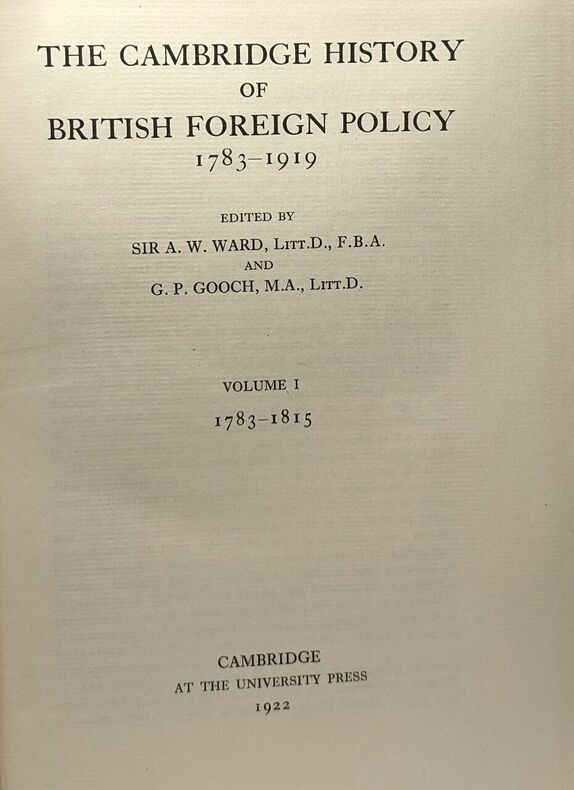 THE CAMBRIDGE HISTORY
OF
BRITISH FOREIGN POLICY
1783–1919
EDITED BY
SIR A. W. WARD, Litt.D., F.B.A.
AND
G. P. GOOCH, M.A., Litt.D.
VOLUME I
1783–1815
CAMBRIDGE
AT THE UNIVERSITY PRESS
1922